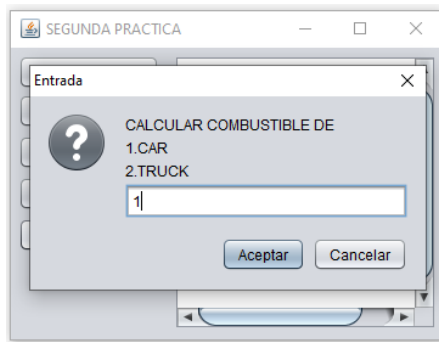 SEGUNDA PRACTICA
Entrada
CALCULAR COMBUSTIBLE DE
1.CAR
2.TRUCK
1
Aceptar Cancelar